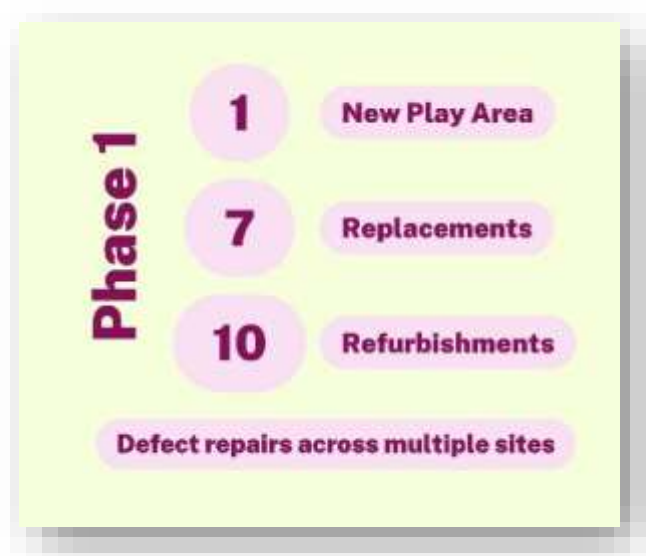 Phase 1
1 New Play Area
7 Replacements
10 Refurbishments
Defect repairs across multiple sites